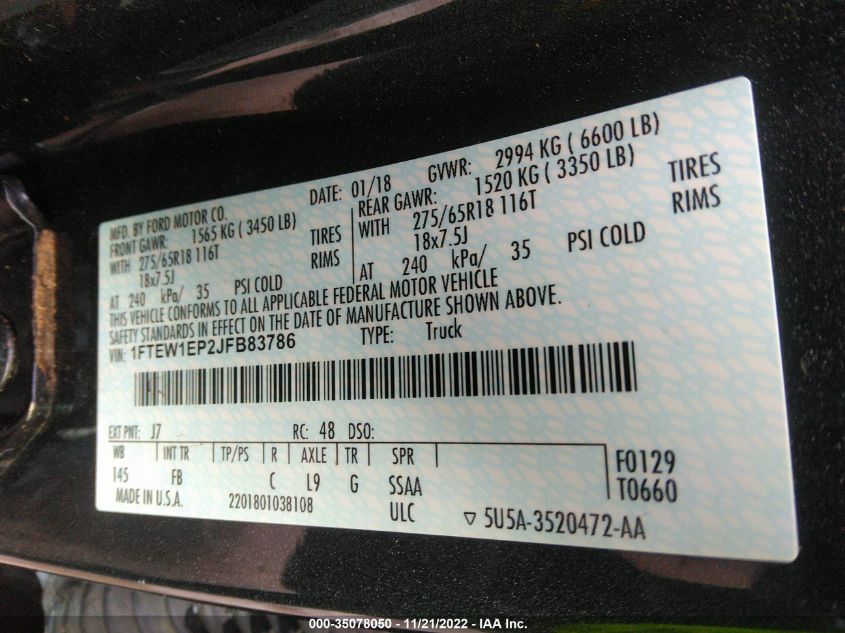 MFD. BY FORD MOTOR CO.
DATE: 01/18 GVWR: 2994 KG ( 6600 LB)
FRONT GAWR: 1565 KG ( 3450 LB)
WITH 275/65R18 116T TIRES
18x7.5J RIMS
AT 240 kPa/ 35 PSI COLD
REAR GAWR: 1520 KG ( 3350 LB)
WITH 275/65R18 116T TIRES
18x7.5J RIMS
AT 240 kPa/ 35 PSI COLD
THIS VEHICLE CONFORMS TO ALL APPLICABLE FEDERAL MOTOR VEHICLE
SAFETY STANDARDS IN EFFECT ON THE DATE OF MANUFACTURE SHOWN ABOVE.
VIN: 1FTEW1EP2JFB83786 TYPE: Truck
EXT PNT: J7 RC: 48 DSO:
WB INT TR TP/PS R AXLE TR SPR
145 FB C L9 G SSAA
F0129
T0660
MADE IN U.S.A. 2201801038108 ULC ▽ 5U5A-3520472-AA
000-35078050 - 11/21/2022 - IAA Inc.